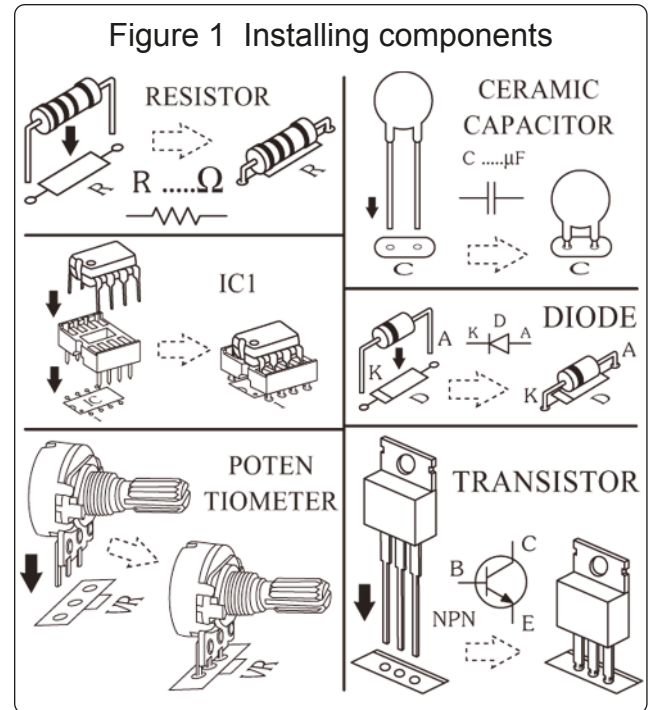 Figure 1 Installing components
RESISTOR
R
R .....Ω
R
CERAMIC
CAPACITOR
C .....μF
C
C
IC1
IC
DIODE
A
K
D
K D A
A
K
D
POTEN
TIOMETER
VR
VR
TRANSISTOR
C
B
E
NPN